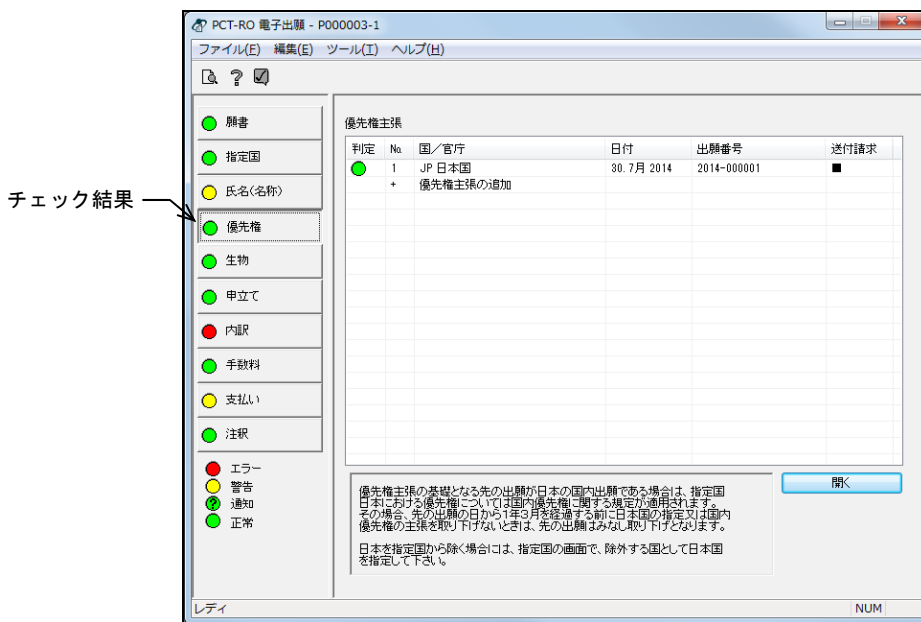 PCT-RO 電子出願 - P000003-1
ファイル(F) 編集(E) ツール(T) ヘルプ(H)
願書
指定国
氏名(名称)
優先権
生物
申立て
内訳
手数料
支払い
注釈
エラー
警告
通知
正常
チェック結果
優先権主張
判定 No. 国／官庁 日付 出願番号 送付請求
1 JP 日本国 30. 7月 2014 2014-000001 ■
+ 優先権主張の追加
優先権主張の基礎となる先の出願が日本の国内出願である場合は、指定国
日本における優先権については国内優先権に関する規定が適用されます。
その場合、先の出願の日から1年3月を経過する前に日本国の指定又は国内
優先権の主張を取り下げないときは、先の出願はみなし取り下げとなります。
日本を指定国から除く場合には、指定国の画面で、除外する国として日本国
を指定して下さい。
開く
レディ NUM